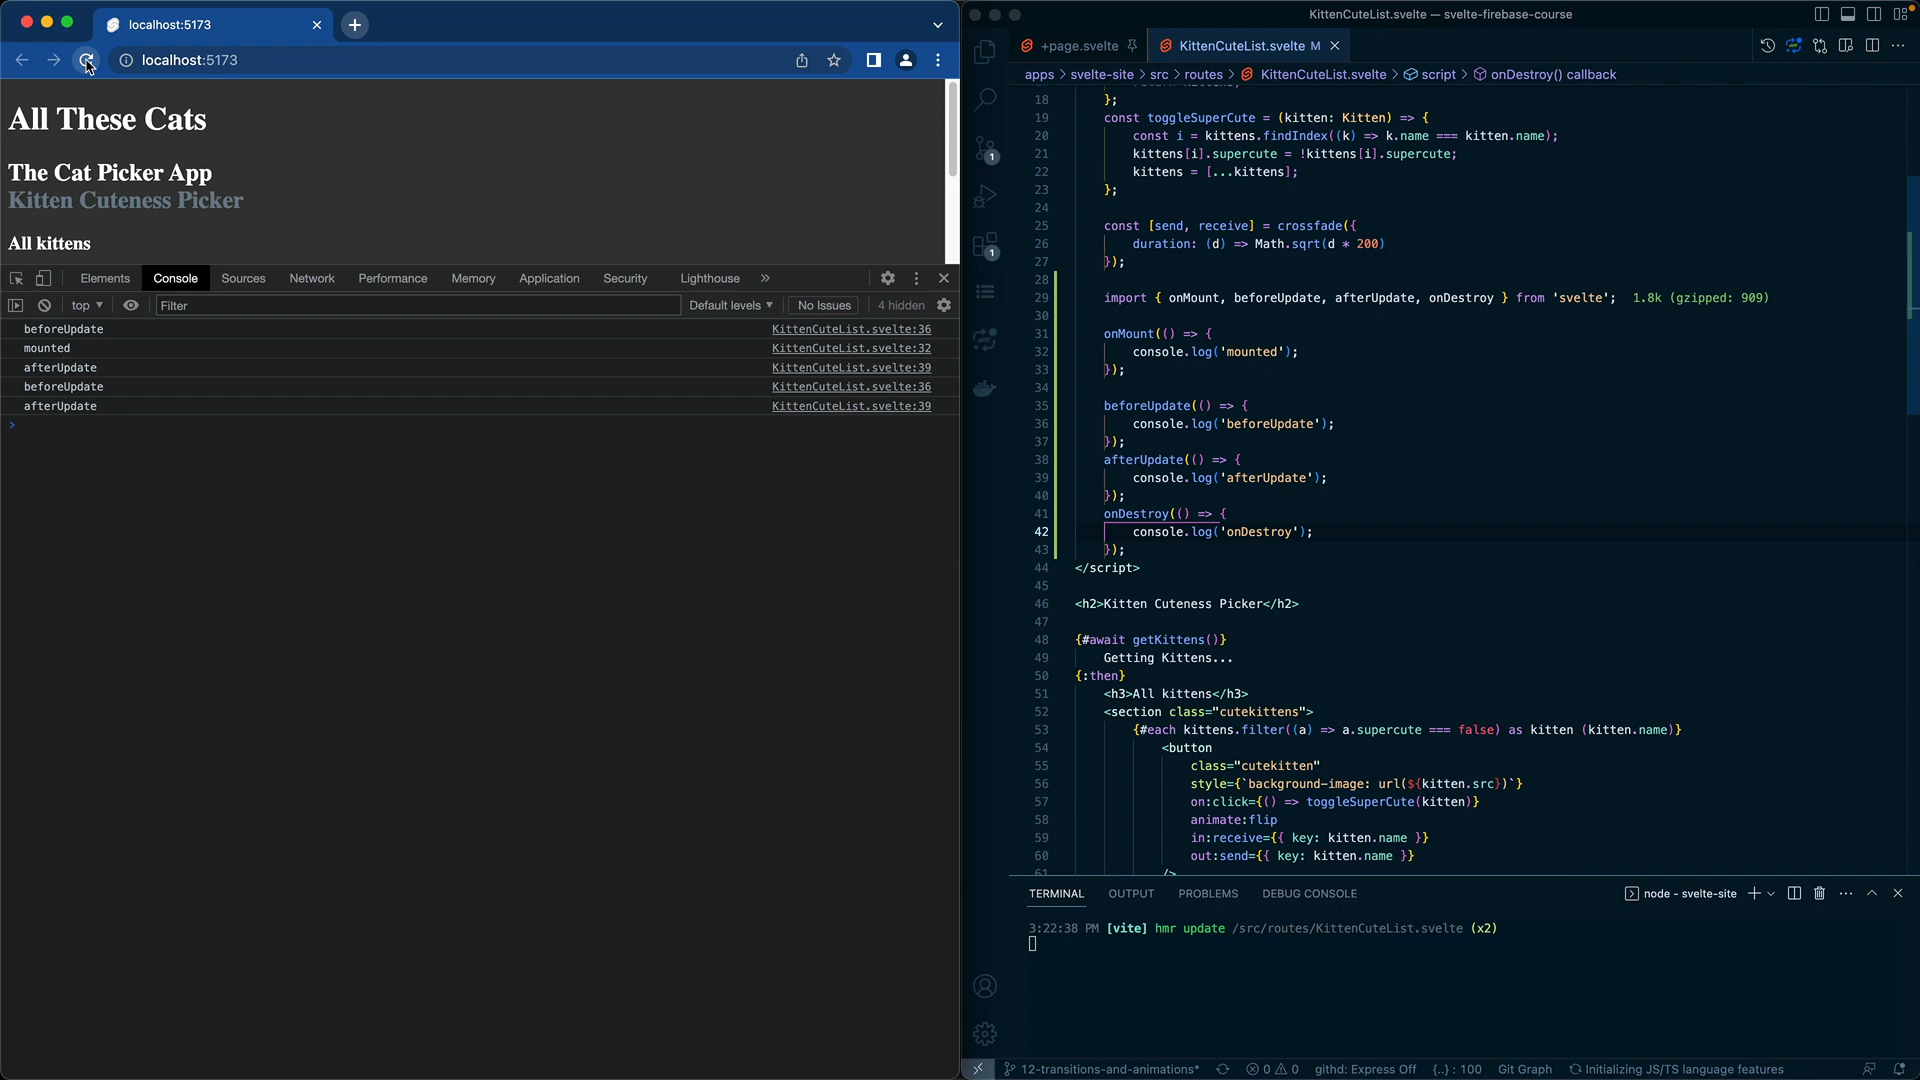 localhost:5173
localhost:5173
All These Cats
The Cat Picker App
Kitten Cuteness Picker
All kittens
Elements Console Sources Network Performance Memory Application Security Lighthouse »
top ▼ Filter Default levels ▼ No Issues 4 hidden
beforeUpdate KittenCuteList.svelte:36
mounted KittenCuteList.svelte:32
afterUpdate KittenCuteList.svelte:39
beforeUpdate KittenCuteList.svelte:36
afterUpdate KittenCuteList.svelte:39
>
KittenCuteList.svelte — svelte-firebase-course
+page.svelte KittenCuteList.svelte M
apps > svelte-site > src > routes > KittenCuteList.svelte > script > onDestroy() callback
1
1
18 };
19 const toggleSuperCute = (kitten: Kitten) => {
20 const i = kittens.findIndex((k) => k.name === kitten.name);
21 kittens[i].supercute = !kittens[i].supercute;
22 kittens = [...kittens];
23 };
24
25 const [send, receive] = crossfade({
26 duration: (d) => Math.sqrt(d * 200)
27 });
28
29 import { onMount, beforeUpdate, afterUpdate, onDestroy } from 'svelte'; 1.8k (gzipped: 909)
30
31 onMount(() => {
32 console.log('mounted');
33 });
34
35 beforeUpdate(() => {
36 console.log('beforeUpdate');
37 });
38 afterUpdate(() => {
39 console.log('afterUpdate');
40 });
41 onDestroy(() => {
42 console.log('onDestroy');
43 });
44 </script>
45
46 <h2>Kitten Cuteness Picker</h2>
47
48 {#await getKittens()}
49 Getting Kittens...
50 {:then}
51 <h3>All kittens</h3>
52 <section class="cutekittens">
53 {#each kittens.filter((a) => a.supercute === false) as kitten (kitten.name)}
54 <button
55 class="cutekitten"
56 style={`background-image: url(${kitten.src})`}
57 on:click={() => toggleSuperCute(kitten)}
58 animate:flip
59 in:receive={{ key: kitten.name }}
60 out:send={{ key: kitten.name }}
61 />
TERMINAL OUTPUT PROBLEMS DEBUG CONSOLE node - svelte-site
3:22:38 PM [vite] hmr update /src/routes/KittenCuteList.svelte (x2)
12-transitions-and-animations* 0 0 githd: Express Off {..} : 100 Git Graph Initializing JS/TS language features